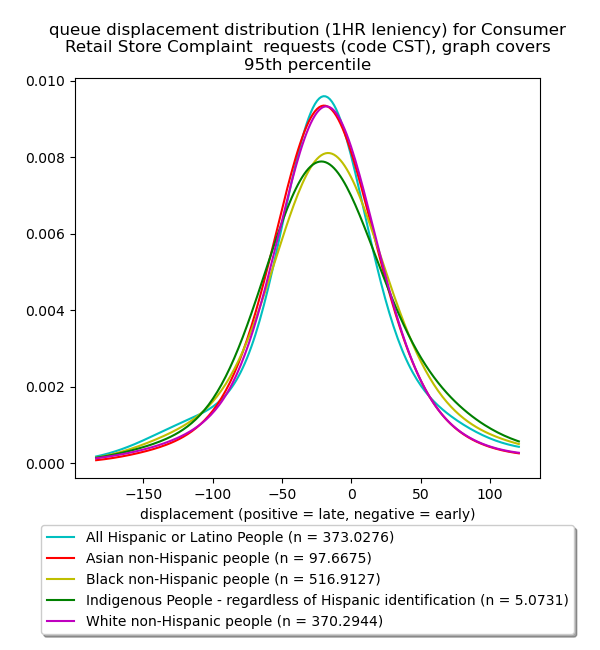 queue displacement distribution (1HR leniency) for Consumer
Retail Store Complaint  requests (code CST), graph covers
95th percentile
0.010
0.008
0.006
0.004
0.002
0.000
−150 −100 −50 0 50 100
displacement (positive = late, negative = early)
All Hispanic or Latino People (n = 373.0276)
Asian non-Hispanic people (n = 97.6675)
Black non-Hispanic people (n = 516.9127)
Indigenous People - regardless of Hispanic identification (n = 5.0731)
White non-Hispanic people (n = 370.2944)